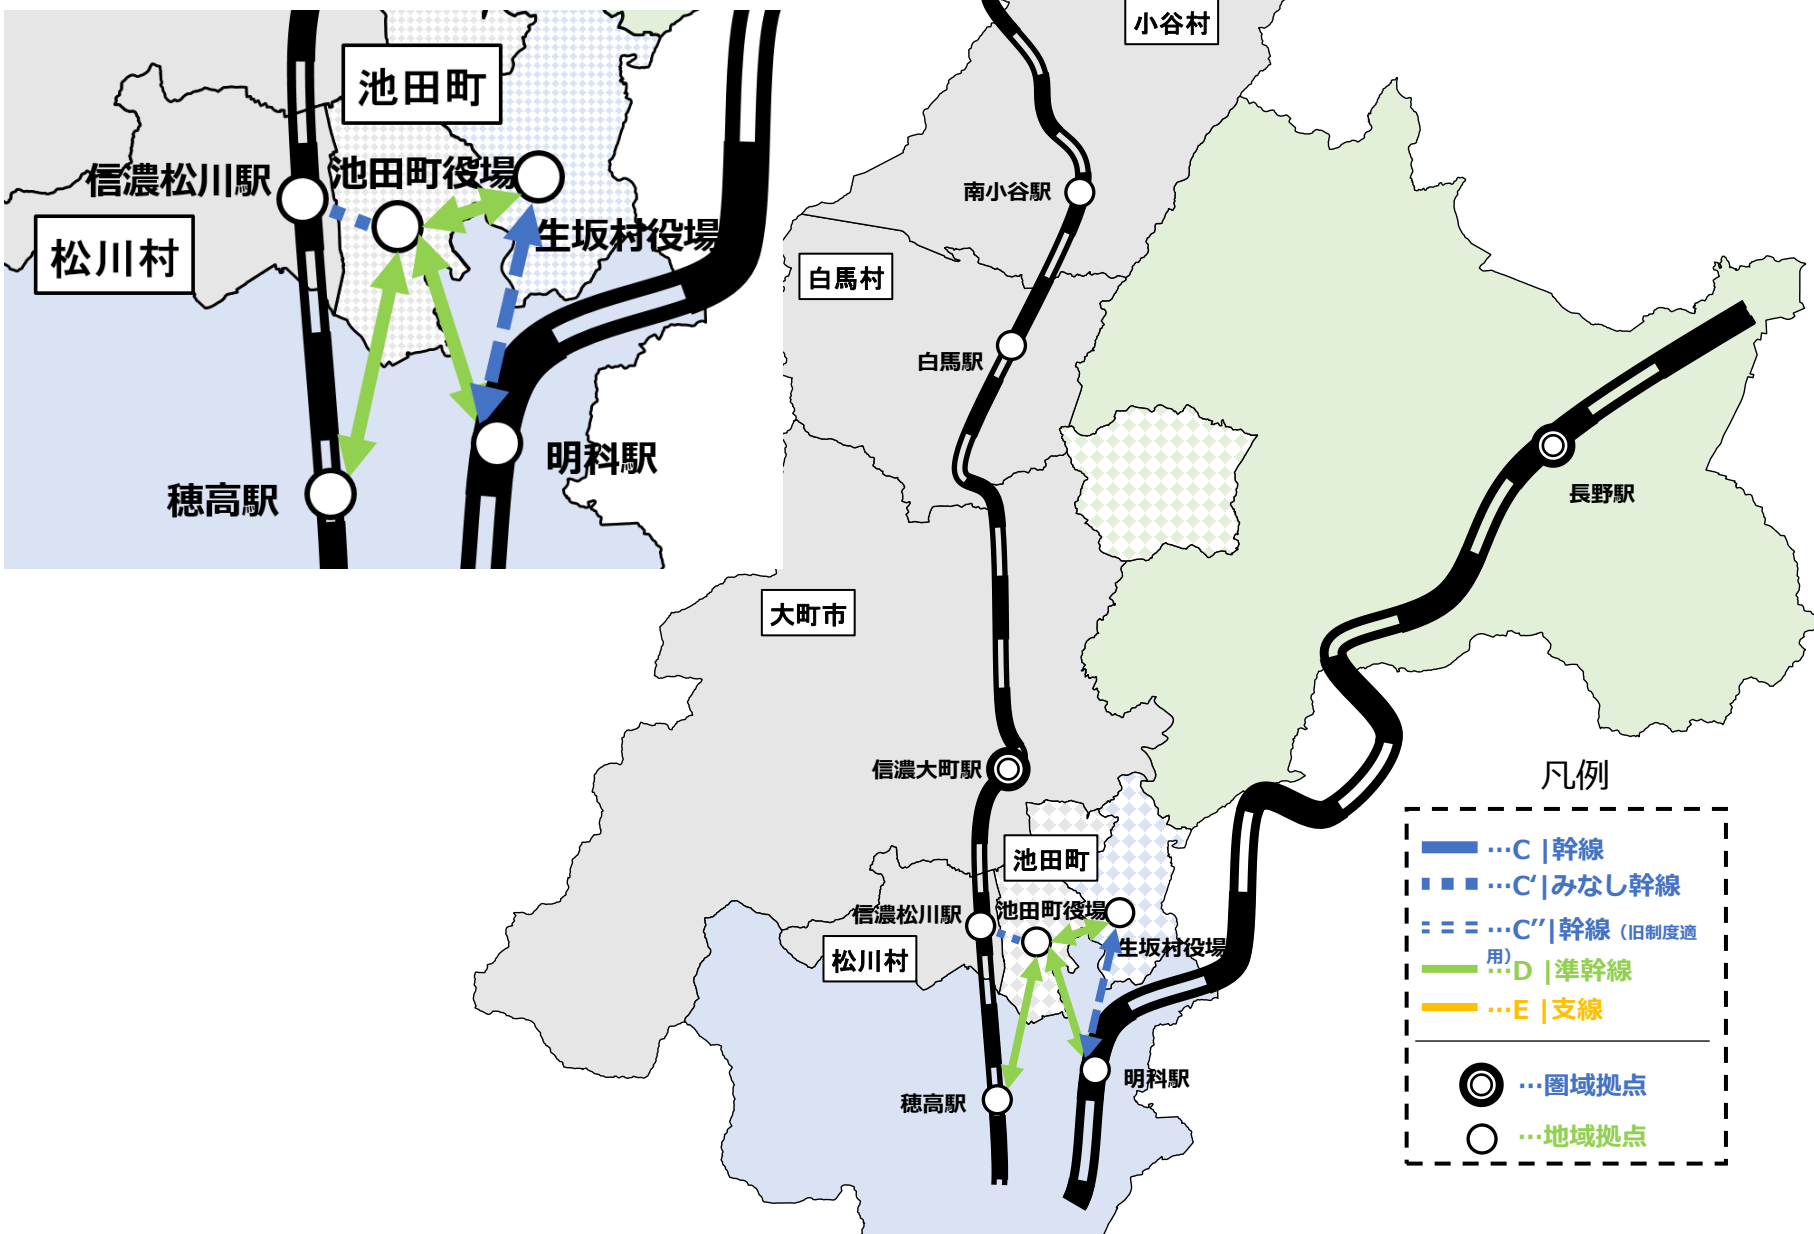 池田町
信濃松川駅
池田町役場
松川村
生坂村役場
明科駅
穂高駅
小谷村
南小谷駅
白馬村
白馬駅
長野駅
大町市
信濃大町駅
池田町
信濃松川駅
池田町役場
松川村
生坂村役場
明科駅
穂高駅
凡例
…C |幹線
…C‘|みなし幹線
…C’’|幹線（旧制度適
用）
…D |準幹線
…E |支線
…圏域拠点
…地域拠点